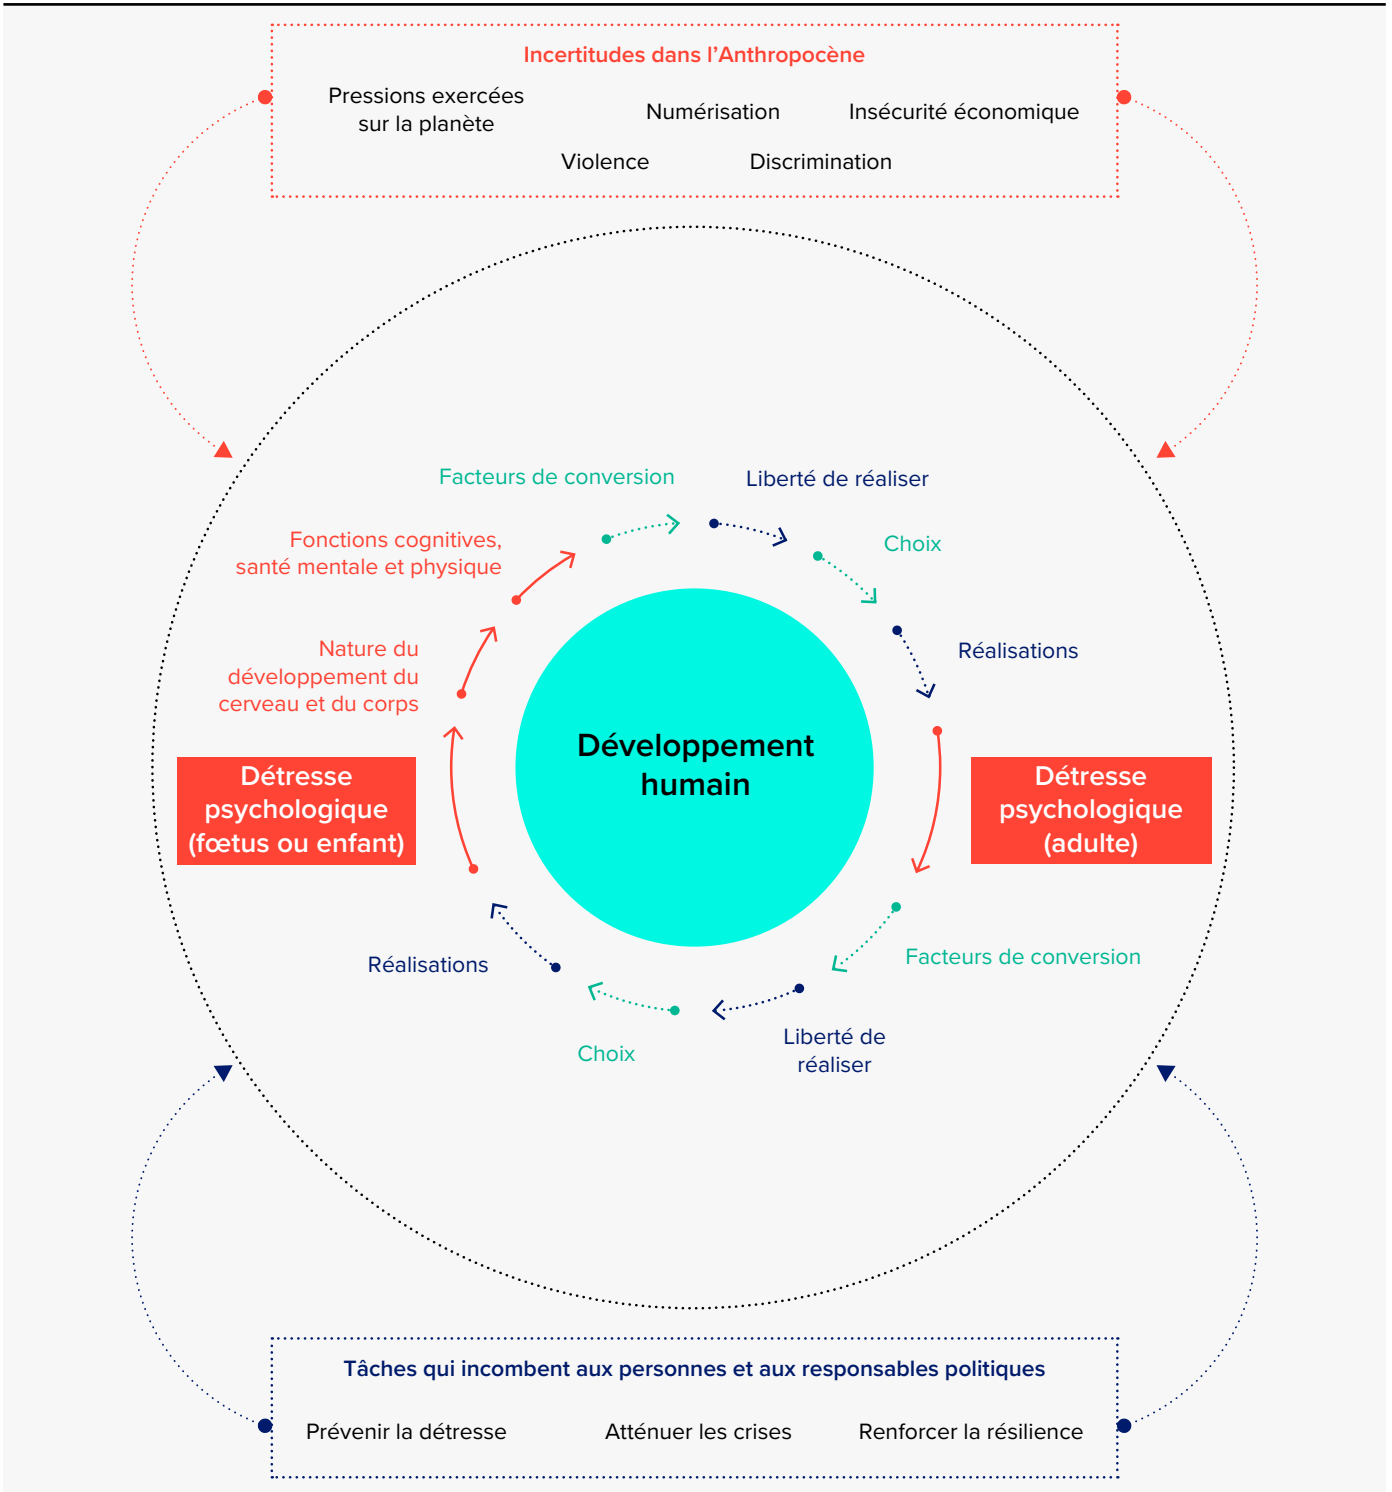 Incertitudes dans l’Anthropocène
Pressions exercées
sur la planète
Numérisation
Insécurité économique
Violence
Discrimination
Facteurs de conversion
Liberté de réaliser
Fonctions cognitives,
santé mentale et physique
Choix
Nature du
développement du
cerveau et du corps
Réalisations
Développement
humain
Détresse
psychologique
(fœtus ou enfant)
Détresse
psychologique
(adulte)
Réalisations
Facteurs de conversion
Choix
Liberté de
réaliser
Tâches qui incombent aux personnes et aux responsables politiques
Prévenir la détresse
Atténuer les crises
Renforcer la résilience